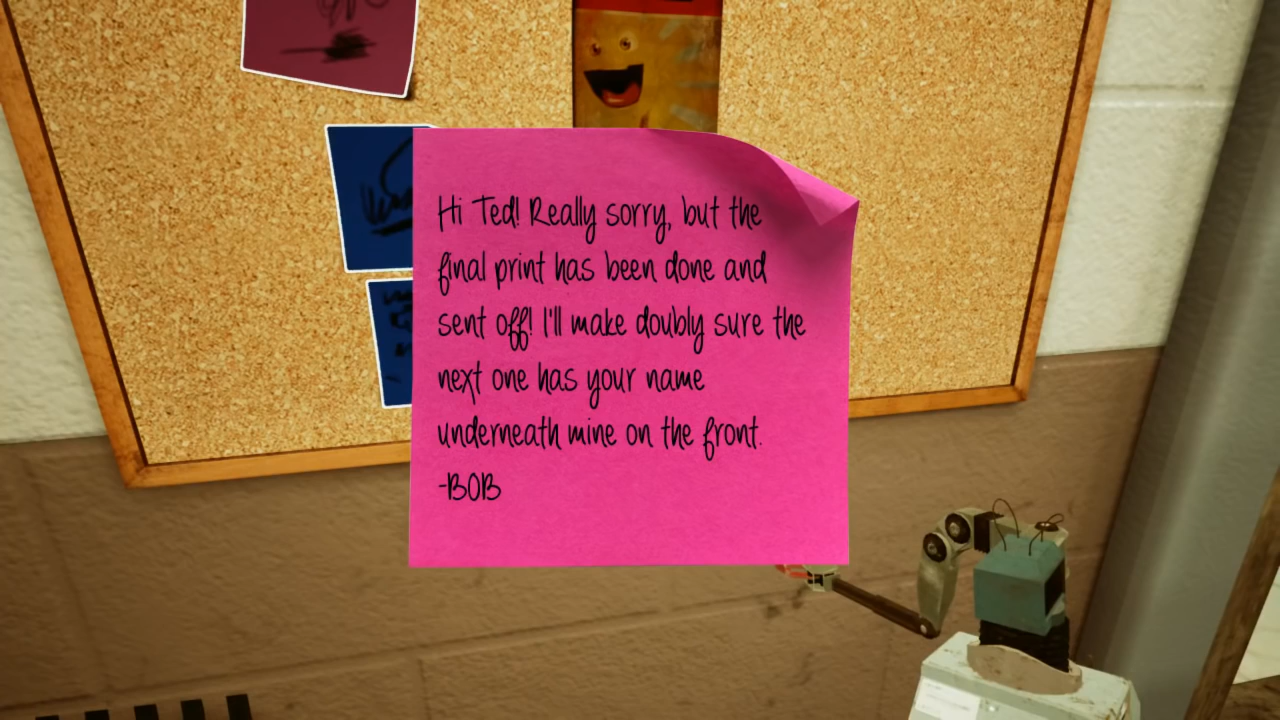 Hi Ted! Really sorry, but the
final print has been done and
sent off! I'll make doubly sure the
next one has your name
underneath mine on the front.
-BOB